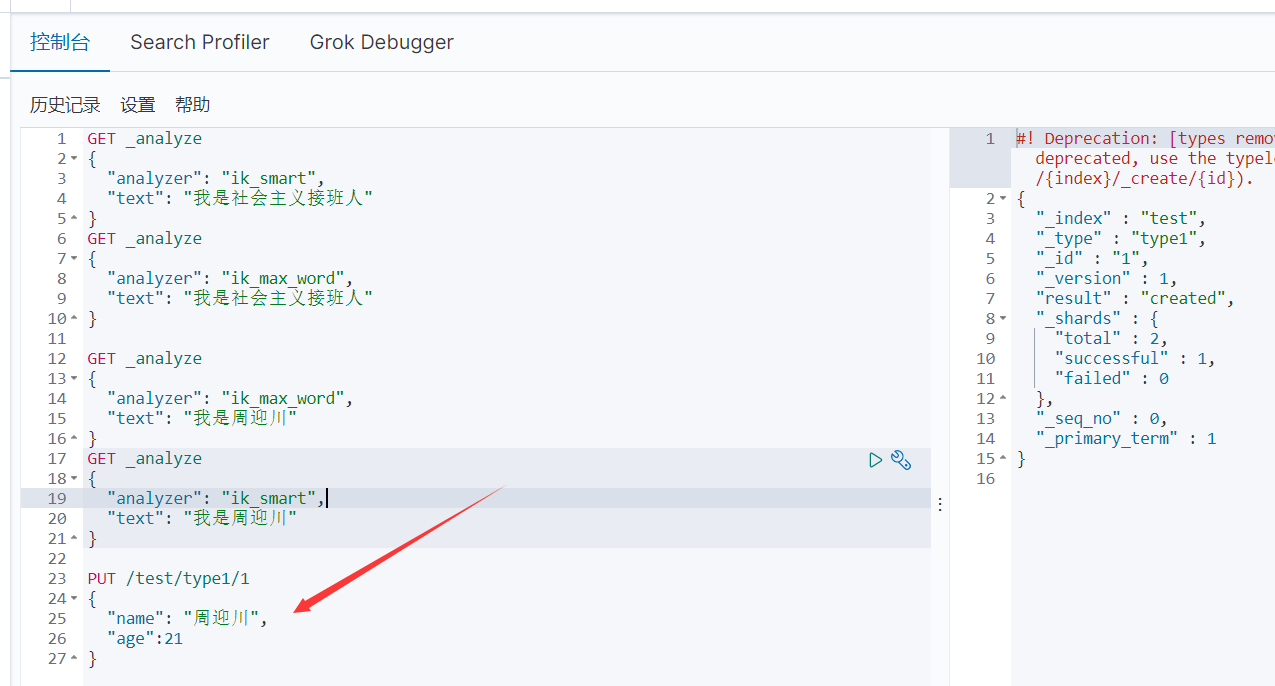 控制台 Search Profiler Grok Debugger
历史记录 设置 帮助
1 GET _analyze
2 {
3 "analyzer": "ik_smart",
4 "text": "我是社会主义接班人"
5 }
6 GET _analyze
7 {
8 "analyzer": "ik_max_word",
9 "text": "我是社会主义接班人"
10 }
11
12 GET _analyze
13 {
14 "analyzer": "ik_max_word",
15 "text": "我是周迎川"
16 }
17 GET _analyze
18 {
19 "analyzer": "ik_smart",
20 "text": "我是周迎川"
21 }
22
23 PUT /test/type1/1
24 {
25 "name": "周迎川",
26 "age":21
27 }
1 #! Deprecation: [types remov
deprecated, use the typele
/{index}/_create/{id}).
2 {
3 "_index" : "test",
4 "_type" : "type1",
5 "_id" : "1",
6 "_version" : 1,
7 "result" : "created",
8 "_shards" : {
9 "total" : 2,
10 "successful" : 1,
11 "failed" : 0
12 },
13 "_seq_no" : 0,
14 "_primary_term" : 1
15 }
16